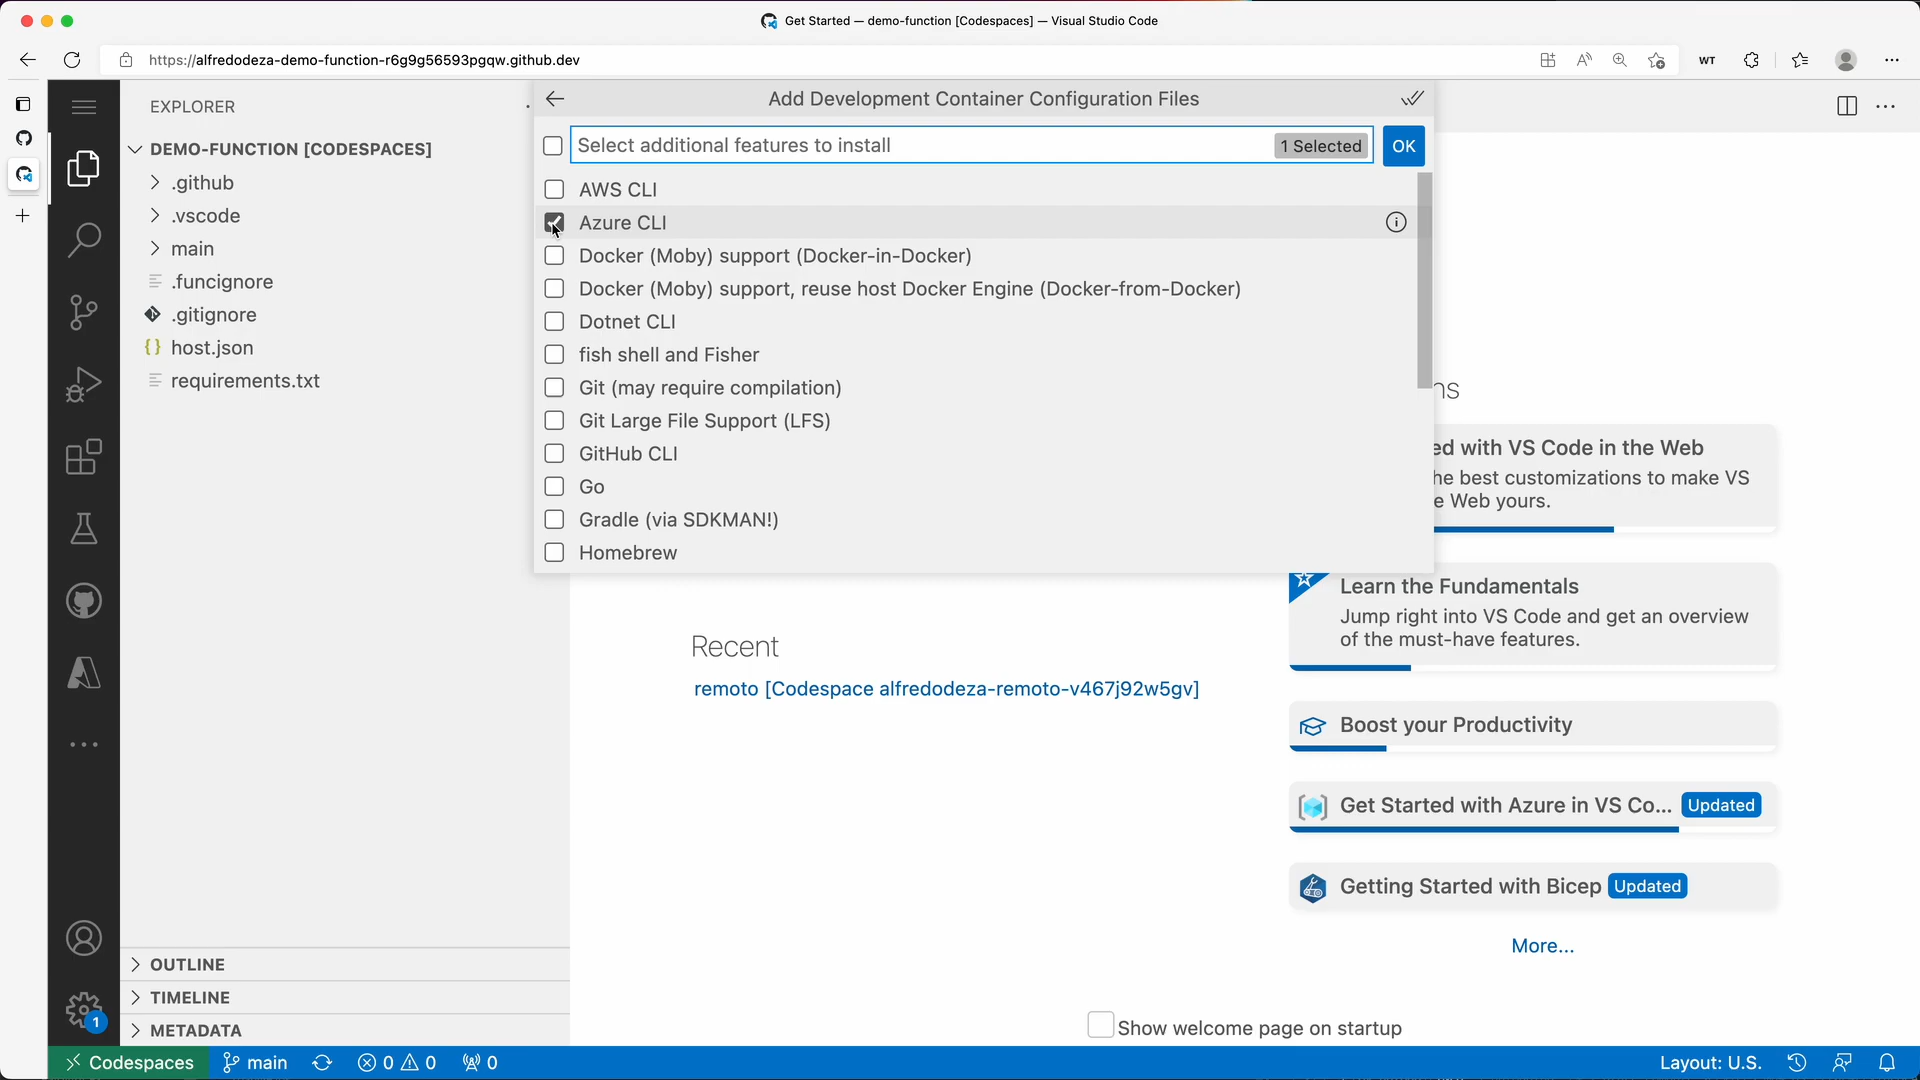 Get Started — demo-function [Codespaces] — Visual Studio Code
https://alfredodeza-demo-function-r6g9g56593pgqw.github.dev
WT
EXPLORER
DEMO-FUNCTION [CODESPACES]
.github
.vscode
main
.funcignore
.gitignore
host.json
requirements.txt
OUTLINE
TIMELINE
METADATA
1
Add Development Container Configuration Files
Select additional features to install
1 Selected
OK
AWS CLI
Azure CLI
Docker (Moby) support (Docker-in-Docker)
Docker (Moby) support, reuse host Docker Engine (Docker-from-Docker)
Dotnet CLI
fish shell and Fisher
Git (may require compilation)
Git Large File Support (LFS)
GitHub CLI
Go
Gradle (via SDKMAN!)
Homebrew
Recent
remoto [Codespace alfredodeza-remoto-v467j92w5gv]
ns
ed with VS Code in the Web
he best customizations to make VS
e Web yours.
Learn the Fundamentals
Jump right into VS Code and get an overview
of the must-have features.
Boost your Productivity
Get Started with Azure in VS Co... Updated
Getting Started with Bicep Updated
More...
Show welcome page on startup
Codespaces main 0 0 0 Layout: U.S.